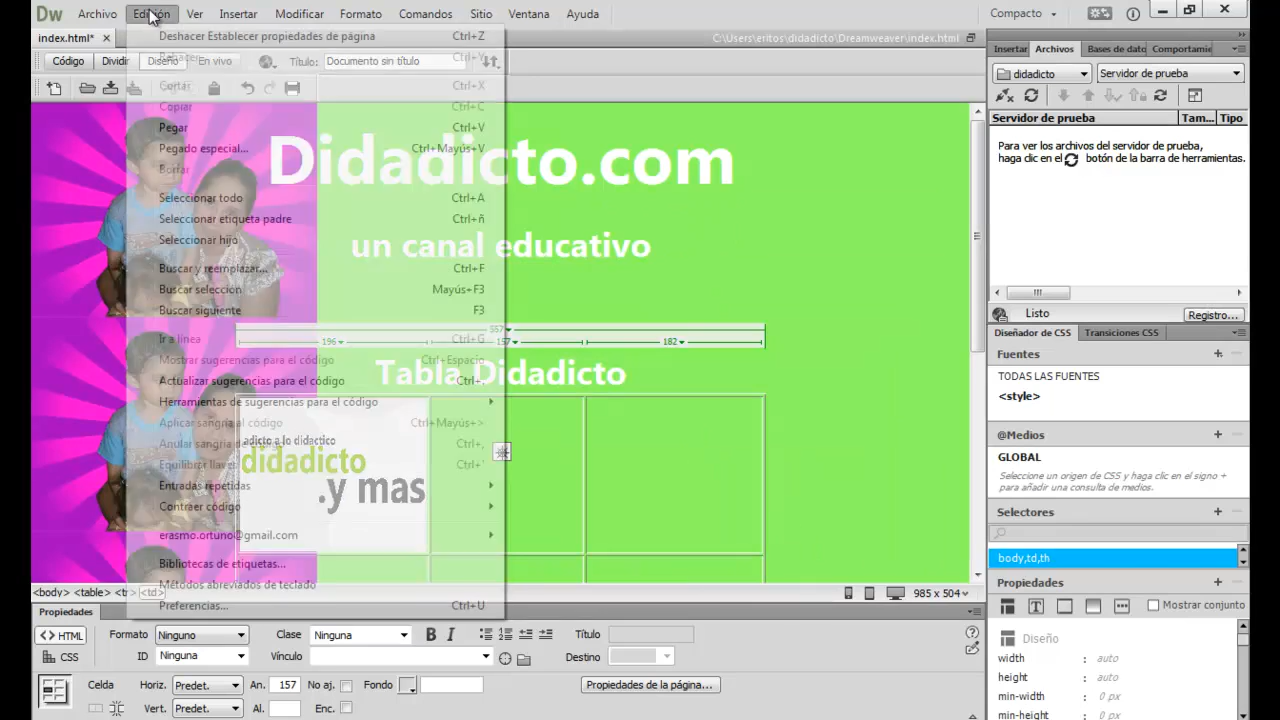 Dw Archivo Edición Ver Insertar Modificar Formato Comandos Sitio Ventana Ayuda Compacto
index.html* C:\Users\eritos\didadicto\Dreamweaver\index.html
Código Dividir Diseño En vivo Título: Documento sin título
Deshacer Establecer propiedades de página Ctrl+Z
Rehacer Ctrl+Y
Cortar Ctrl+X
Copiar Ctrl+C
Pegar Ctrl+V
Pegado especial... Ctrl+Mayús+V
Borrar
Seleccionar todo Ctrl+A
Seleccionar etiqueta padre Ctrl+ñ
Seleccionar hijo
Buscar y reemplazar... Ctrl+F
Buscar selección Mayús+F3
Buscar siguiente F3
Ir a línea Ctrl+G
Mostrar sugerencias para el código Ctrl+Espacio
Actualizar sugerencias para el código Ctrl+.
Herramientas de sugerencias para el código
Aplicar sangría al código Ctrl+Mayús+>
Anular sangría de código
Equilibrar llaves Ctrl+'
Entradas repetidas
Contraer código
erasmo.ortuno@gmail.com
Bibliotecas de etiquetas...
Métodos abreviados de teclado
Preferencias... Ctrl+U
Didadicto.com
un canal educativo
557
196 157 182
Tabla Didadicto
adicto a lo didactico
didadicto
.y mas
<body> <table> <tr> <td> 985 x 504
Propiedades
<> HTML Formato Ninguno Clase Ninguna B I Título
CSS ID Ninguna Vínculo Destino
Celda Horiz. Predet. An. 157 No aj. Fondo Propiedades de la página...
Vert. Predet. Al. Enc.
Insertar Archivos Bases de dato Comportamie
didadicto Servidor de prueba
Servidor de prueba Tam... Tipo
Para ver los archivos del servidor de prueba,
haga clic en el botón de la barra de herramientas.
Listo Registro...
Diseñador de CSS Transiciones CSS
Fuentes
TODAS LAS FUENTES
<style>
@Medios
GLOBAL
Seleccione un origen de CSS y haga clic en el signo +
para añadir una consulta de medios.
Selectores
body,td,th
Propiedades
Mostrar conjunto
Diseño
width : auto
height : auto
min-width : 0 px
min-height : 0 px